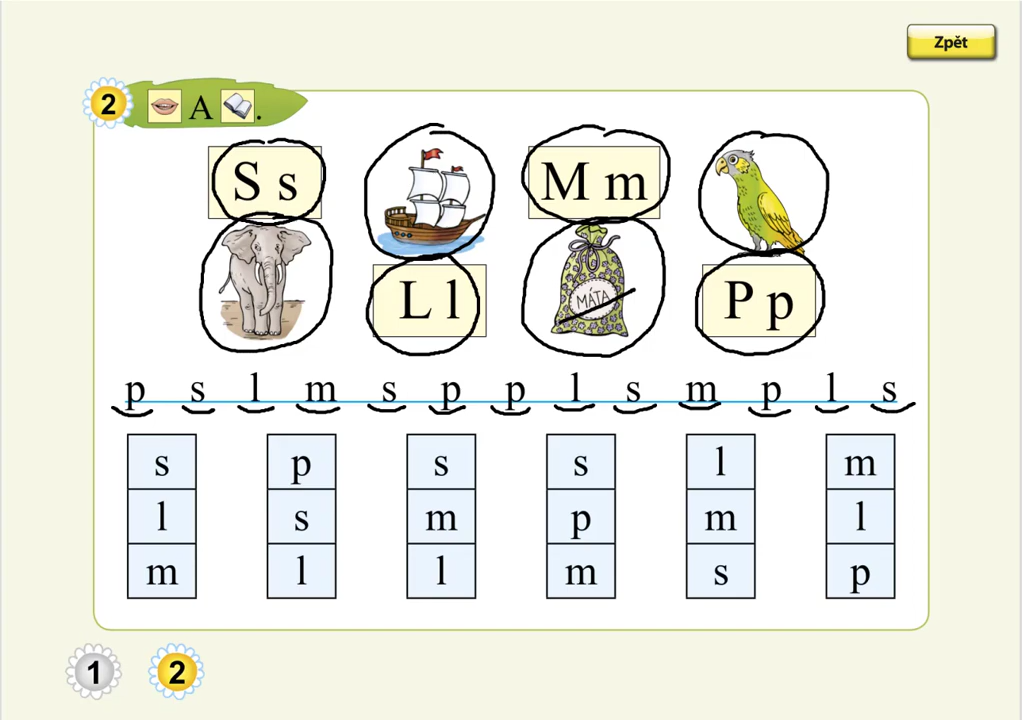 Zpět
2 A .
S s M m
MÁTA
L l P p
p s l m s p p l s m p l s
s p s s l m
l s m p m l
m l l m s p
1 2